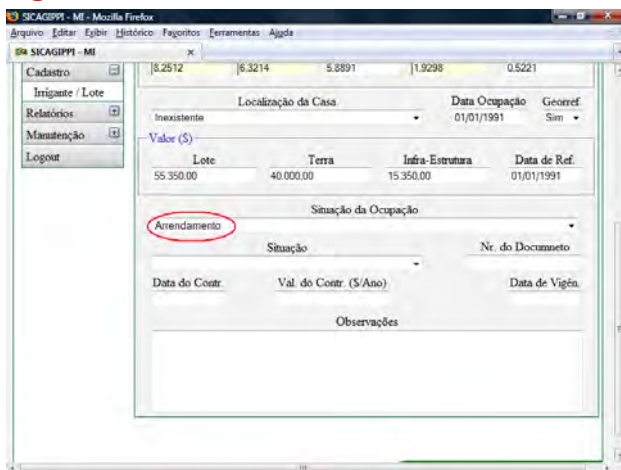 SICAGIPPI - MI - Mozilla Firefox
Arquivo Editar Exibir Histórico Favoritos Ferramentas Ajuda
SICAGIPPI - MI x
Cadastro
Irrigante / Lote
Relatórios
Manutenção
Logout
8.2512 6.3214 5.8891 1.9298 0.5221
Localização da Casa Data Ocupação Georref
Inexistente 01/01/1991 Sim
Valor ($)
Lote Terra Infra-Estrutura Data de Ref.
55.350,00 40.000,00 15.350,00 01/01/1991
Situação da Ocupação
Arrendamento
Situação Nr. do Documneto
Data do Contr. Val. do Contr. ($/Ano) Data de Vigên.
Observações